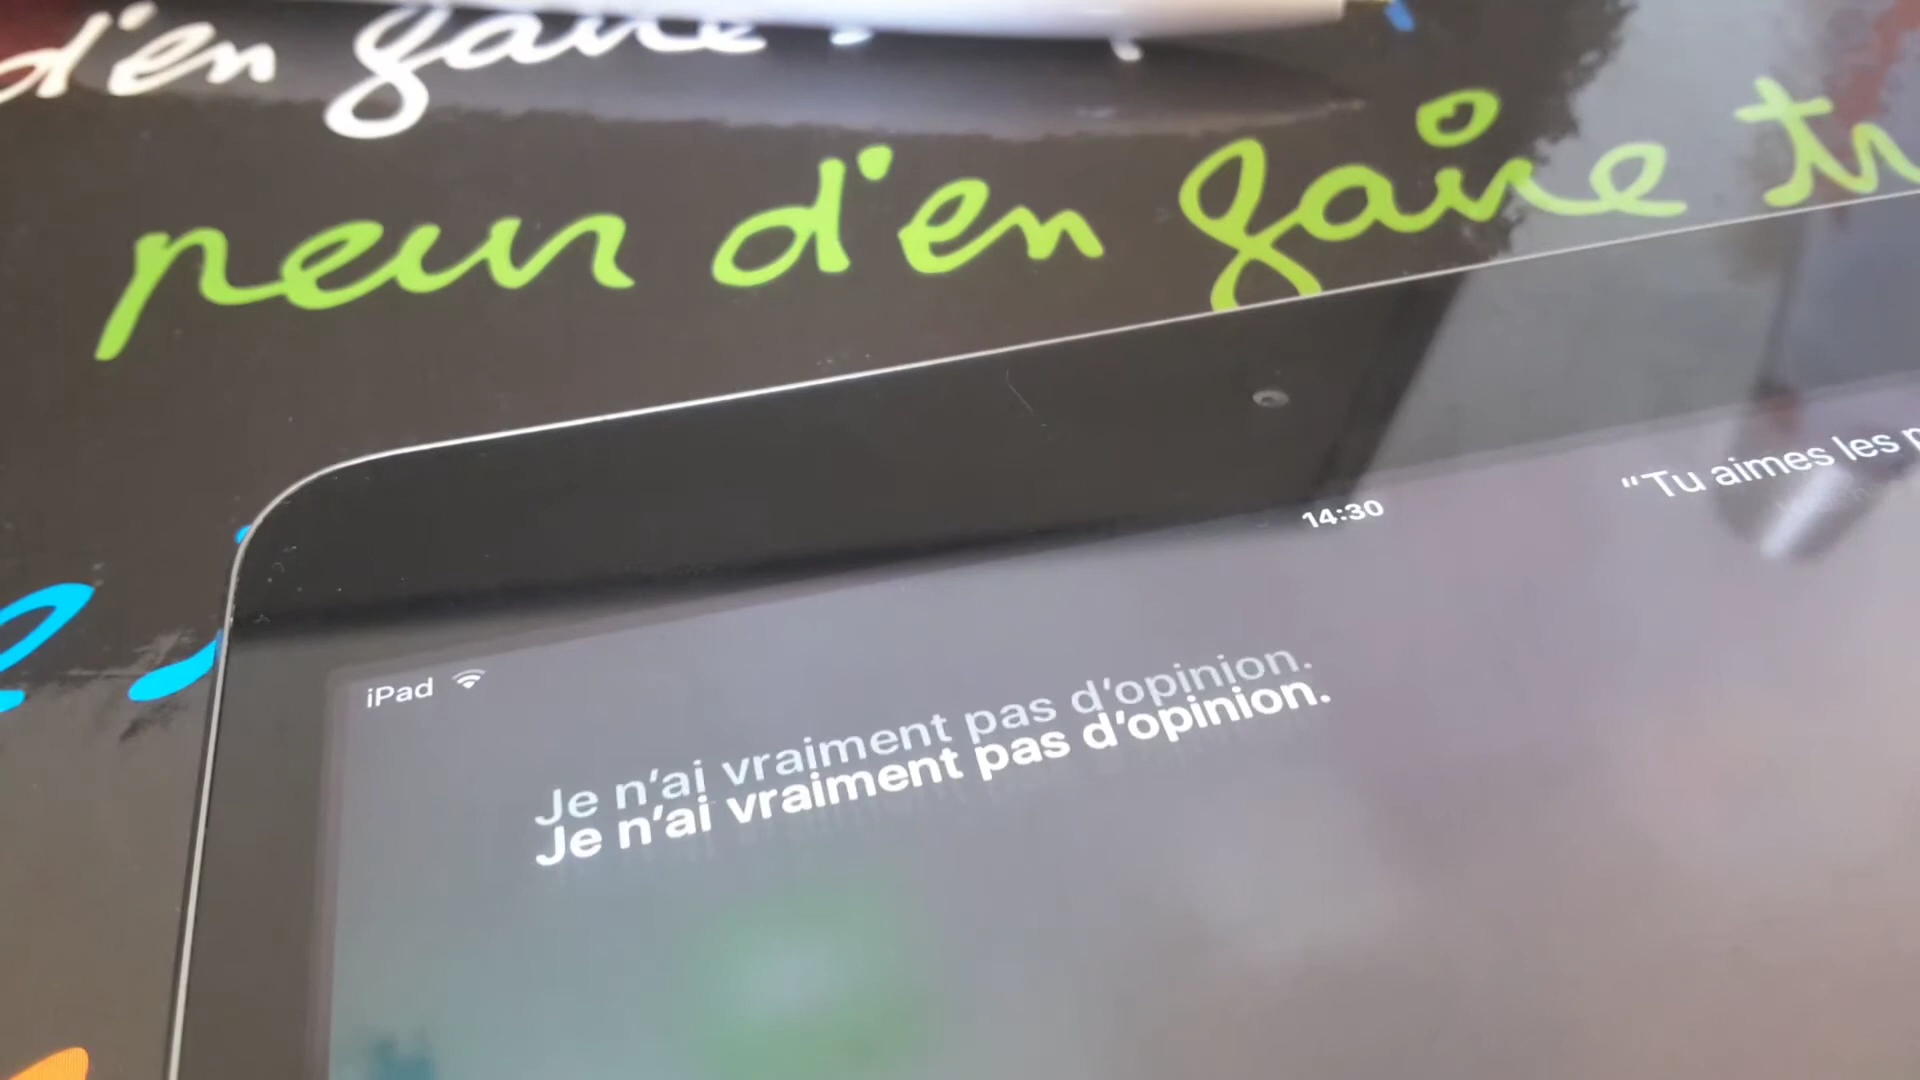 d'en faire
peur d'en faire
14:30
“Tu aimes les
iPad
Je n’ai vraiment pas d’opinion.
Je n’ai vraiment pas d’opinion.